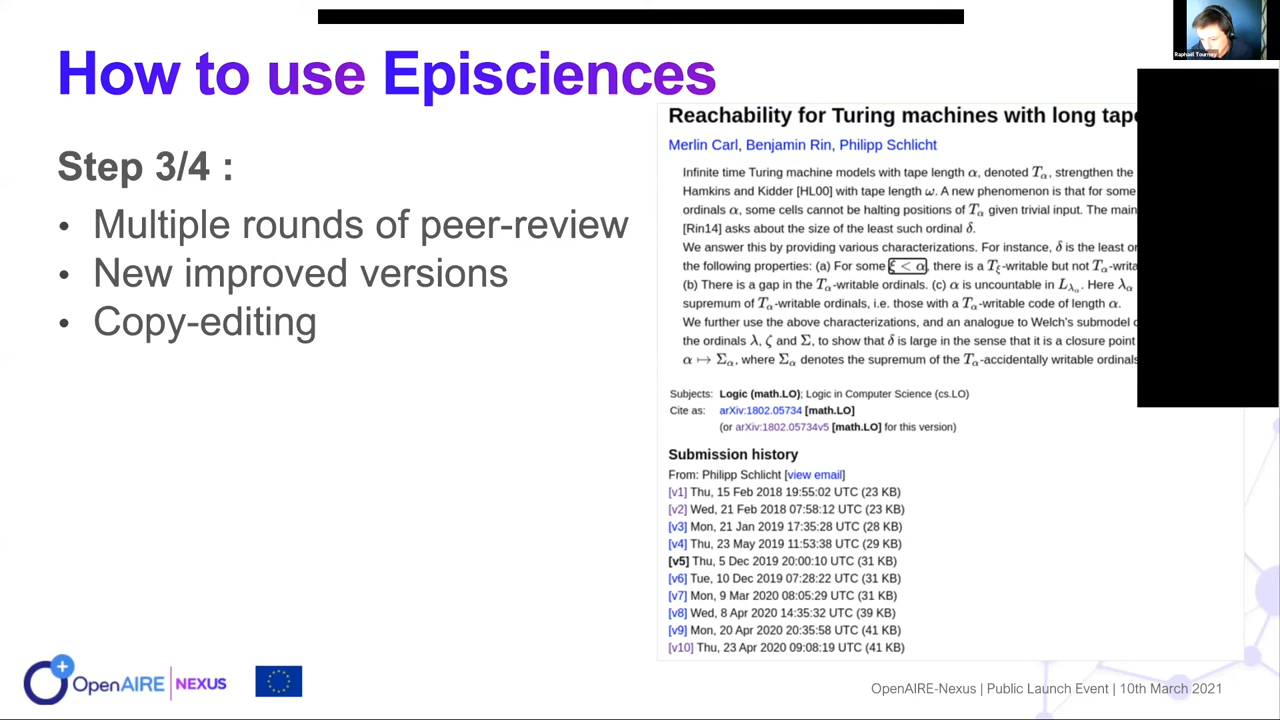 How to use Episciences
Raphaël Tournoy
Step 3/4 :
• Multiple rounds of peer-review
• New improved versions
• Copy-editing
Reachability for Turing machines with long tape
Merlin Carl, Benjamin Rin, Philipp Schlicht
Infinite time Turing machine models with tape length α, denoted Tα, strengthen the
Hamkins and Kidder [HL00] with tape length ω. A new phenomenon is that for some
ordinals α, some cells cannot be halting positions of Tα given trivial input. The main
[Rin14] asks about the size of the least such ordinal δ.
We answer this by providing various characterizations. For instance, δ is the least or
the following properties: (a) For some ξ < α, there is a Tξ-writable but not Tα-writa
(b) There is a gap in the Tα-writable ordinals. (c) α is uncountable in Lλα. Here λα
supremum of Tα-writable ordinals, i.e. those with a Tα-writable code of length α.
We further use the above characterizations, and an analogue to Welch's submodel c
the ordinals λ, ζ and Σ, to show that δ is large in the sense that it is a closure point
α ↦ Σα, where Σα denotes the supremum of the Tα-accidentally writable ordinals
Subjects: Logic (math.LO); Logic in Computer Science (cs.LO)
Cite as: arXiv:1802.05734 [math.LO]
(or arXiv:1802.05734v5 [math.LO] for this version)
Submission history
From: Philipp Schlicht [view email]
[v1] Thu, 15 Feb 2018 19:55:02 UTC (23 KB)
[v2] Wed, 21 Feb 2018 07:58:12 UTC (23 KB)
[v3] Mon, 21 Jan 2019 17:35:28 UTC (28 KB)
[v4] Thu, 23 May 2019 11:53:38 UTC (29 KB)
[v5] Thu, 5 Dec 2019 20:00:10 UTC (31 KB)
[v6] Tue, 10 Dec 2019 07:28:22 UTC (31 KB)
[v7] Mon, 9 Mar 2020 08:05:29 UTC (31 KB)
[v8] Wed, 8 Apr 2020 14:35:32 UTC (39 KB)
[v9] Mon, 20 Apr 2020 20:35:58 UTC (41 KB)
[v10] Thu, 23 Apr 2020 09:08:19 UTC (41 KB)
OpenAIRE | NEXUS
OpenAIRE-Nexus | Public Launch Event | 10th March 2021